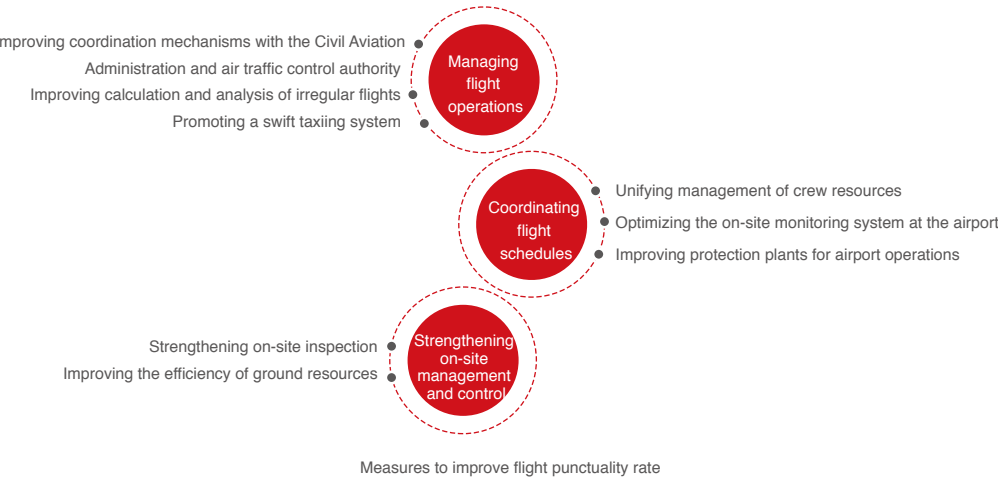 Improving coordination mechanisms with the Civil Aviation
Administration and air traffic control authority
Improving calculation and analysis of irregular flights
Promoting a swift taxiing system
Managing
flight
operations
Coordinating
flight
schedules
Unifying management of crew resources
Optimizing the on-site monitoring system at the airport
Improving protection plants for airport operations
Strengthening on-site inspection
Improving the efficiency of ground resources
Strengthening
on-site
management
and control
Measures to improve flight punctuality rate